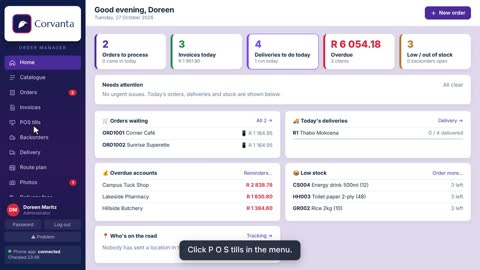 Corvanta
ORDER MANAGER
Home
Catalogue
Orders 2
Invoices
POS tills
Backorders
Delivery
Route plan
Photos 1
DM Doreen Maritz
Administrator
Password Log out
Problem
Phone app: connected
Checked 23:56
Good evening, Doreen
Tuesday, 27 October 2026
+ New order
2
Orders to process
0 came in today
3
Invoices today
R 1 961.80
4
Deliveries to do today
1 run today
R 6 054.18
Overdue
3 clients
3
Low / out of stock
0 backorders open
Needs attention All clear
No urgent issues. Today's orders, deliveries and stock are shown below.
Orders waiting All 2 →
ORD1001 Corner Café R 1 164.95
ORD1002 Sunrise Superette R 1 164.95
Today's deliveries Delivery →
R1 Thabo Mokoena 0 / 4 delivered
Overdue accounts Reminders...
Campus Tuck Shop R 2 838.78
Lakeside Pharmacy R 1 830.80
Hillside Butchery R 1 384.60
Low stock Order more...
CS004 Energy drink 500ml (12) 3 left
HH003 Toilet paper 2-ply (48) 3 left
GR002 Rice 2kg (10) 3 left
Who's on the road Tracking →
Nobody has sent a location in
Click P O S tills in the menu.